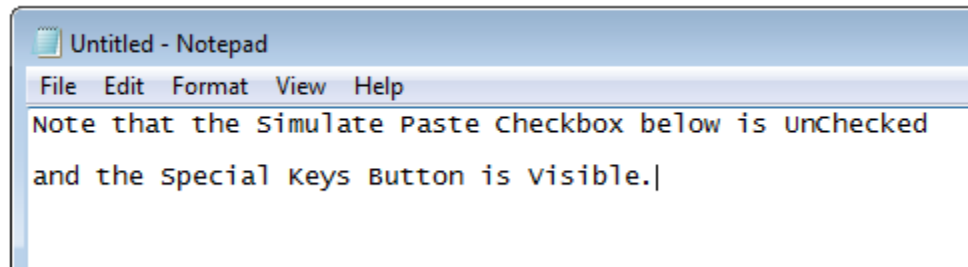 Untitled - Notepad
File Edit Format View Help
Note that the Simulate Paste Checkbox below is UnChecked
and the Special Keys Button is Visible.